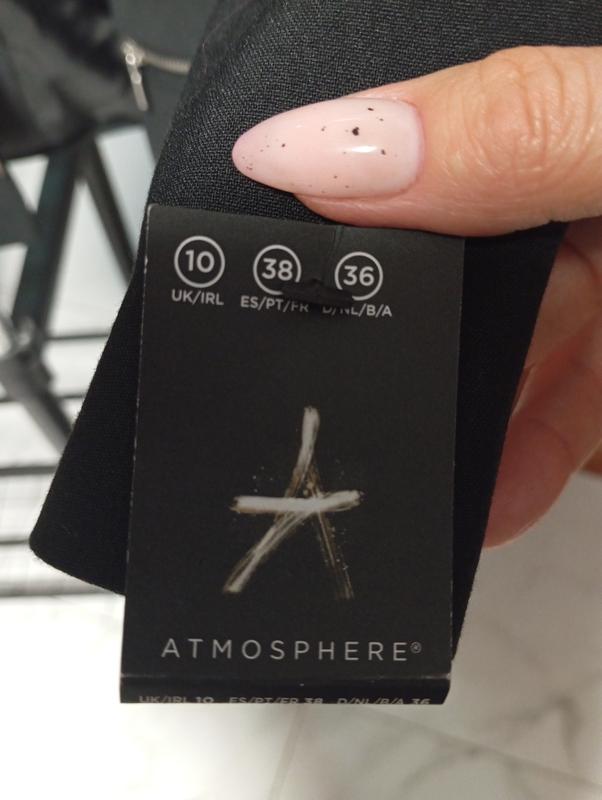 10 38 36
UK/IRL ES/PT/FR D/NL/B/A
ATMOSPHERE®
UK/IRL 10 ES/PT/FR 38 D/NL/B/A 36